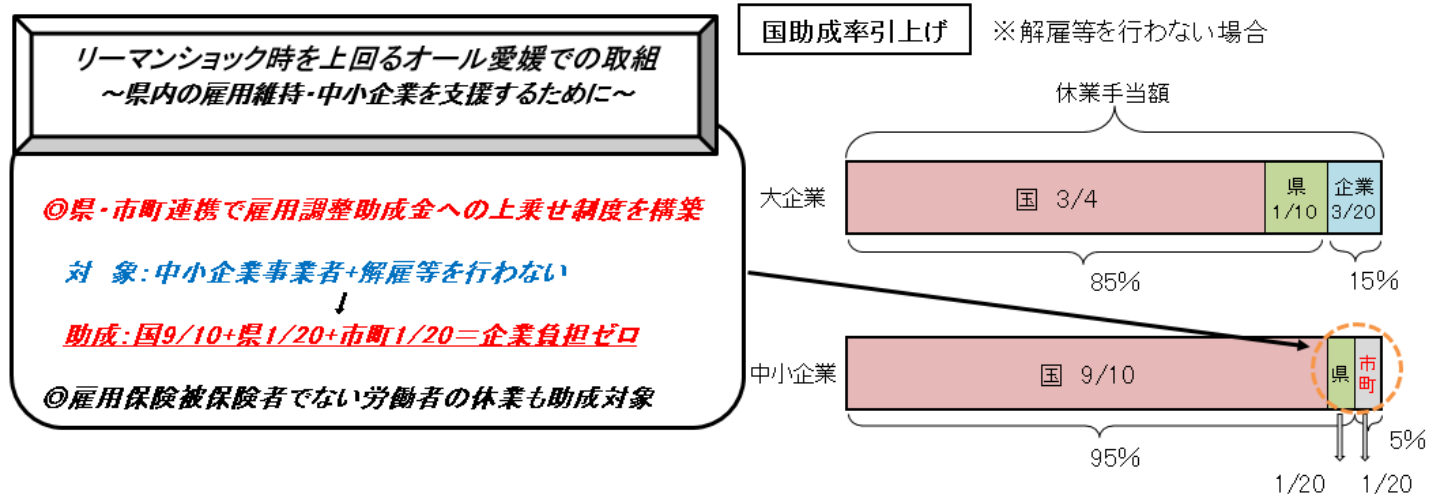 リーマンショック時を上回るオール愛媛での取組
～県内の雇用維持・中小企業を支援するために～
◎県・市町連携で雇用調整助成金への上乗せ制度を構築
対　象：中小企業事業者+解雇等を行わない
↓
助成：国9/10+県1/20+市町1/20＝企業負担ゼロ
◎雇用保険被保険者でない労働者の休業も助成対象
国助成率引上げ ※解雇等を行わない場合
休業手当額
大企業
国 3/4
県
1/10
企業
3/20
85%
15%
中小企業
国 9/10
県
市
町
95%
5%
1/20
1/20